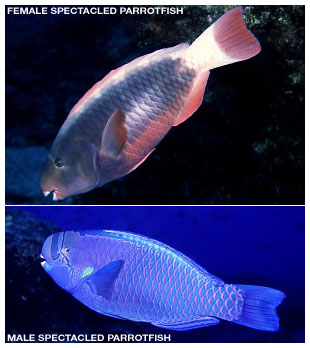 FEMALE SPECTACLED PARROTFISH
MALE SPECTACLED PARROTFISH